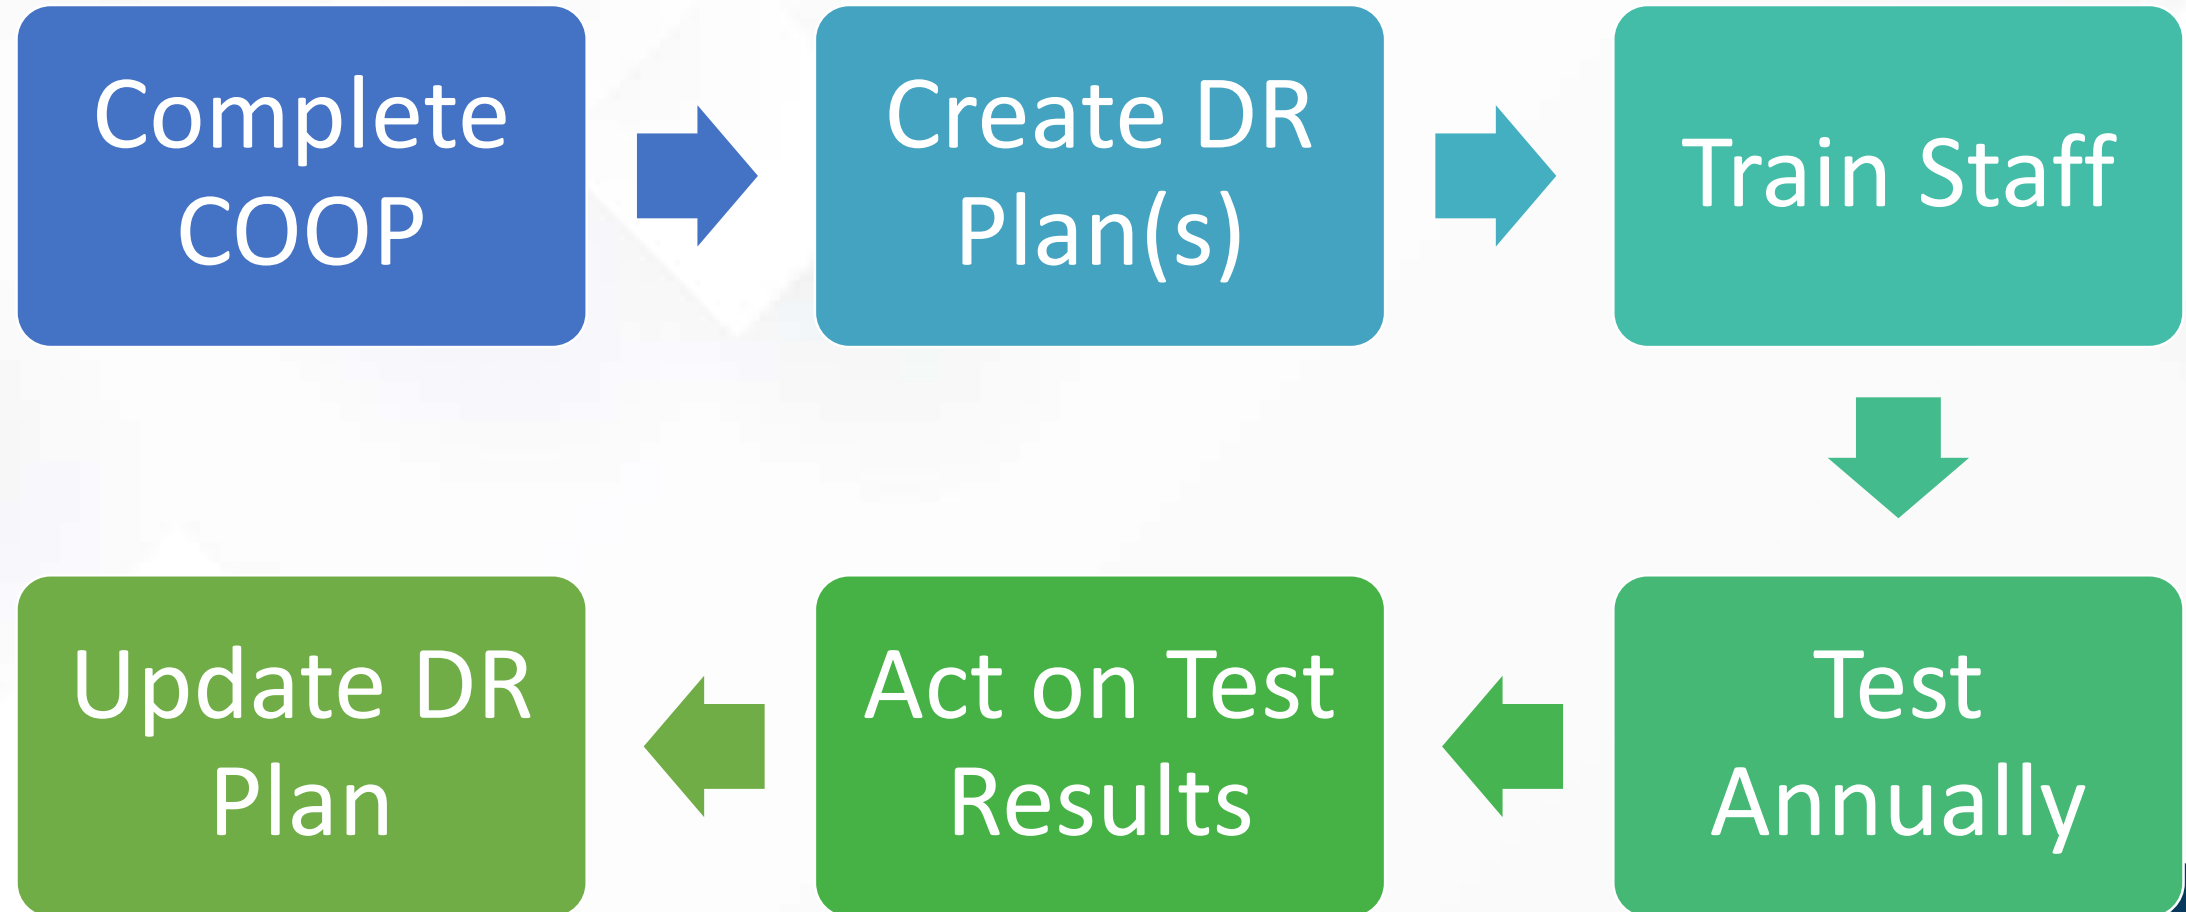 Complete
COOP
Create DR
Plan(s)
Train Staff
Test
Annually
Act on Test
Results
Update DR
Plan